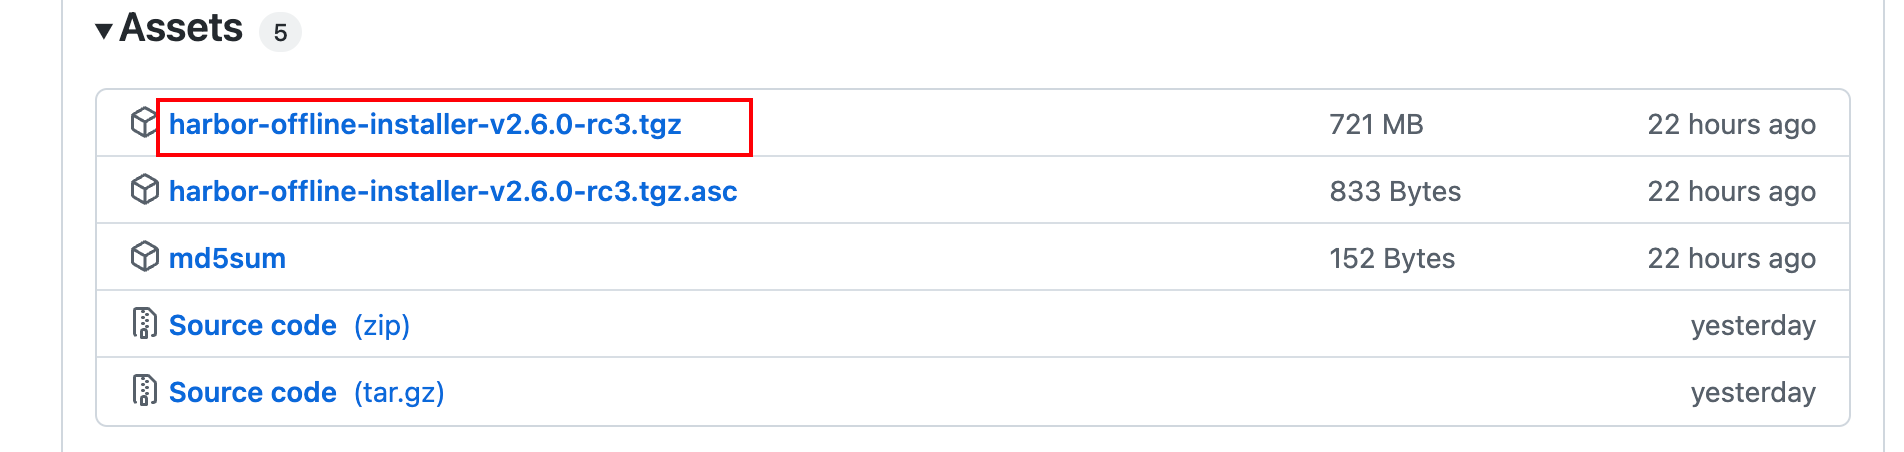 Assets 5
harbor-offline-installer-v2.6.0-rc3.tgz 721 MB 22 hours ago
harbor-offline-installer-v2.6.0-rc3.tgz.asc 833 Bytes 22 hours ago
md5sum 152 Bytes 22 hours ago
Source code (zip) yesterday
Source code (tar.gz) yesterday